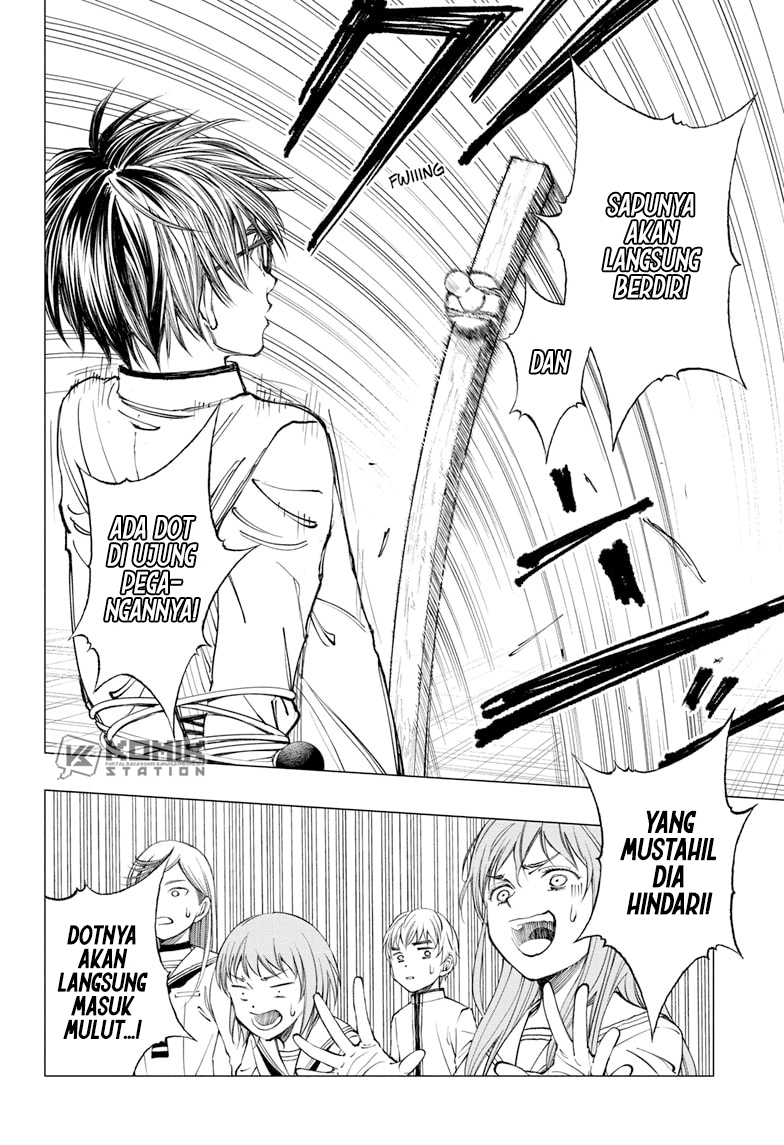 SAPUNYA
AKAN
LANGSUNG
BERDIRI
DAN
FWIIING
ADA DOT
DI UJUNG
PEGA-
NGANNYA!
KOMIK
STATION
YANG
MUSTAHIL
DIA
HINDARI!
DOTNYA
AKAN
LANGSUNG
MASUK
MULUT...!